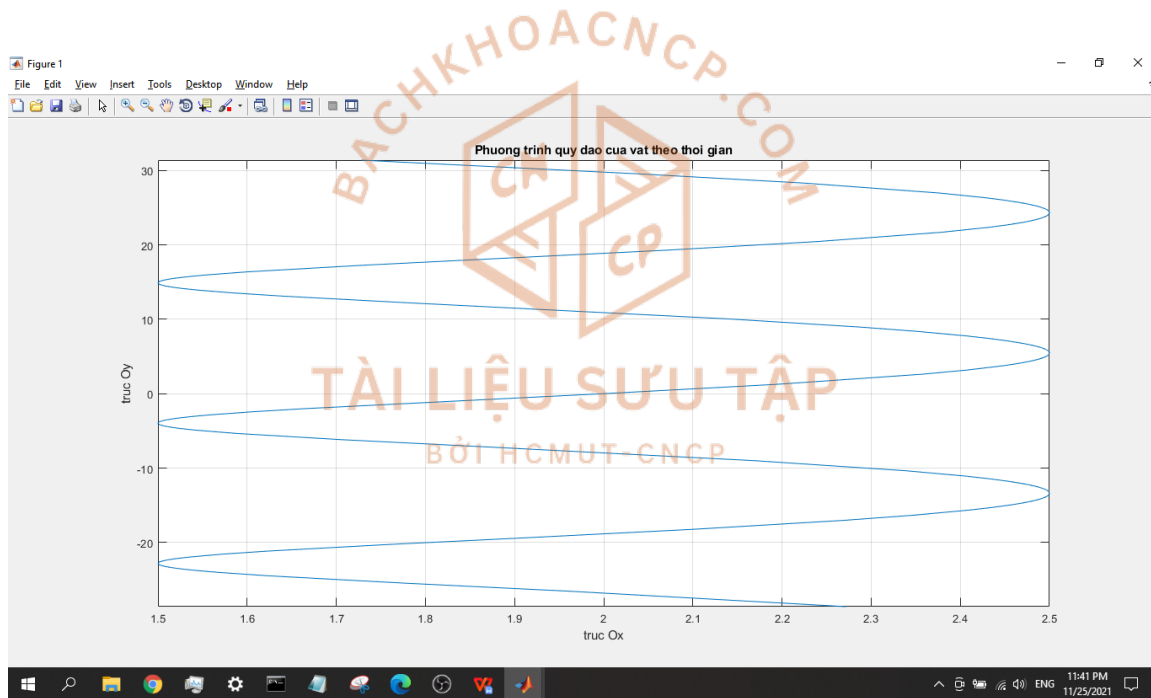 BACHKHOACNCP.COM
Figure 1
File Edit View Insert Tools Desktop Window Help
Phuong trinh quy dao cua vat theo thoi gian
CN
CP
30
20
10
0
-10
-20
truc Oy
TÀI LIỆU SƯU TẬP
BỞI HCMUT-CNCP
1.5 1.6 1.7 1.8 1.9 2 2.1 2.2 2.3 2.4 2.5
truc Ox
ENG
11:41 PM
11/25/2021